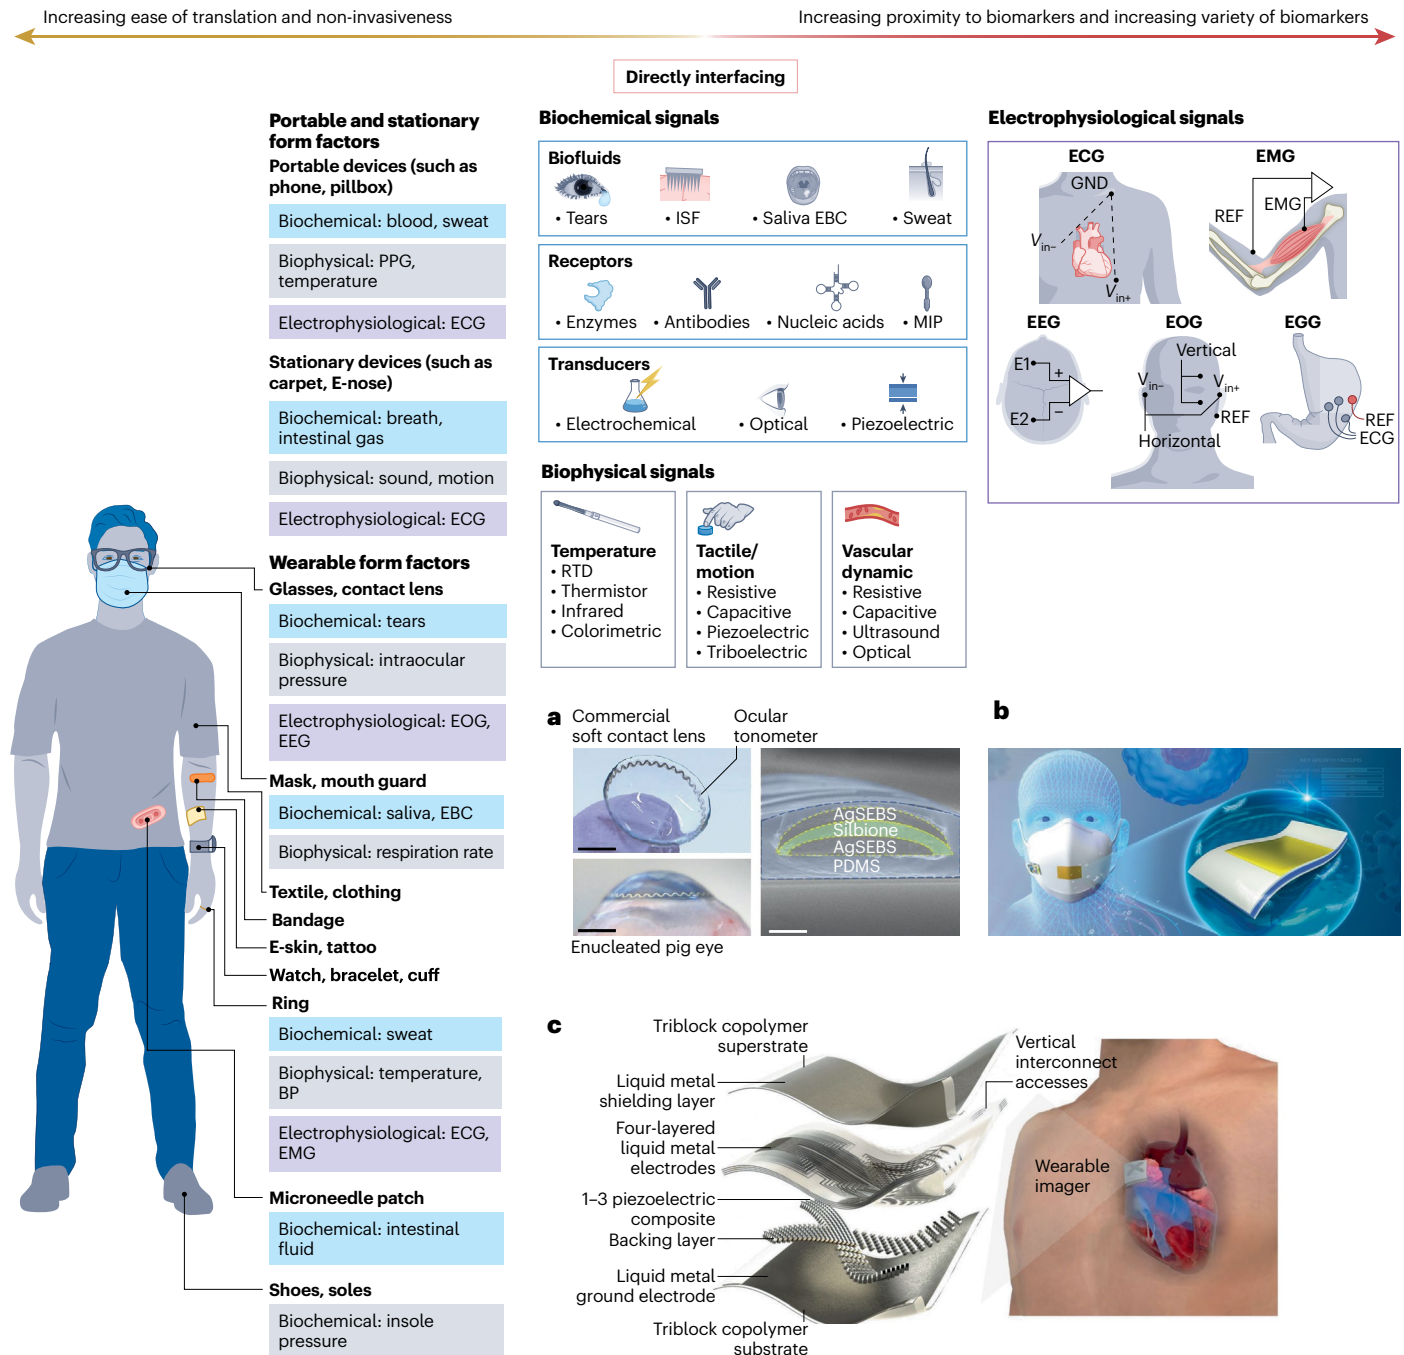 Increasing ease of translation and non-invasiveness
Increasing proximity to biomarkers and increasing variety of biomarkers
Directly interfacing
Portable and stationary
form factors
Portable devices (such as
phone, pillbox)
Biochemical: blood, sweat
Biophysical: PPG,
temperature
Electrophysiological: ECG
Stationary devices (such as
carpet, E-nose)
Biochemical: breath,
intestinal gas
Biophysical: sound, motion
Electrophysiological: ECG
Wearable form factors
Glasses, contact lens
Biochemical: tears
Biophysical: intraocular
pressure
Electrophysiological: EOG,
EEG
Mask, mouth guard
Biochemical: saliva, EBC
Biophysical: respiration rate
Textile, clothing
Bandage
E-skin, tattoo
Watch, bracelet, cuff
Ring
Biochemical: sweat
Biophysical: temperature,
BP
Electrophysiological: ECG,
EMG
Microneedle patch
Biochemical: intestinal
fluid
Shoes, soles
Biochemical: insole
pressure
Biochemical signals
Biofluids
• Tears
• ISF
• Saliva EBC
• Sweat
Receptors
• Enzymes
• Antibodies
• Nucleic acids
• MIP
Transducers
• Electrochemical
• Optical
• Piezoelectric
Biophysical signals
Temperature
• RTD
• Thermistor
• Infrared
• Colorimetric
Tactile/
motion
• Resistive
• Capacitive
• Piezoelectric
• Triboelectric
Vascular
dynamic
• Resistive
• Capacitive
• Ultrasound
• Optical
Electrophysiological signals
ECG
GND
Vin−
Vin+
EMG
REF
EMG
EEG
E1
+
E2
−
EOG
Vertical
Vin−
Vin+
REF
Horizontal
EGG
REF
ECG
a
Commercial
soft contact lens
Ocular
tonometer
AgSEBS
Silbione
AgSEBS
PDMS
Enucleated pig eye
b
c
Triblock copolymer
superstrate
Liquid metal
shielding layer
Four-layered
liquid metal
electrodes
1–3 piezoelectric
composite
Backing layer
Liquid metal
ground electrode
Triblock copolymer
substrate
Vertical
interconnect
accesses
Wearable
imager